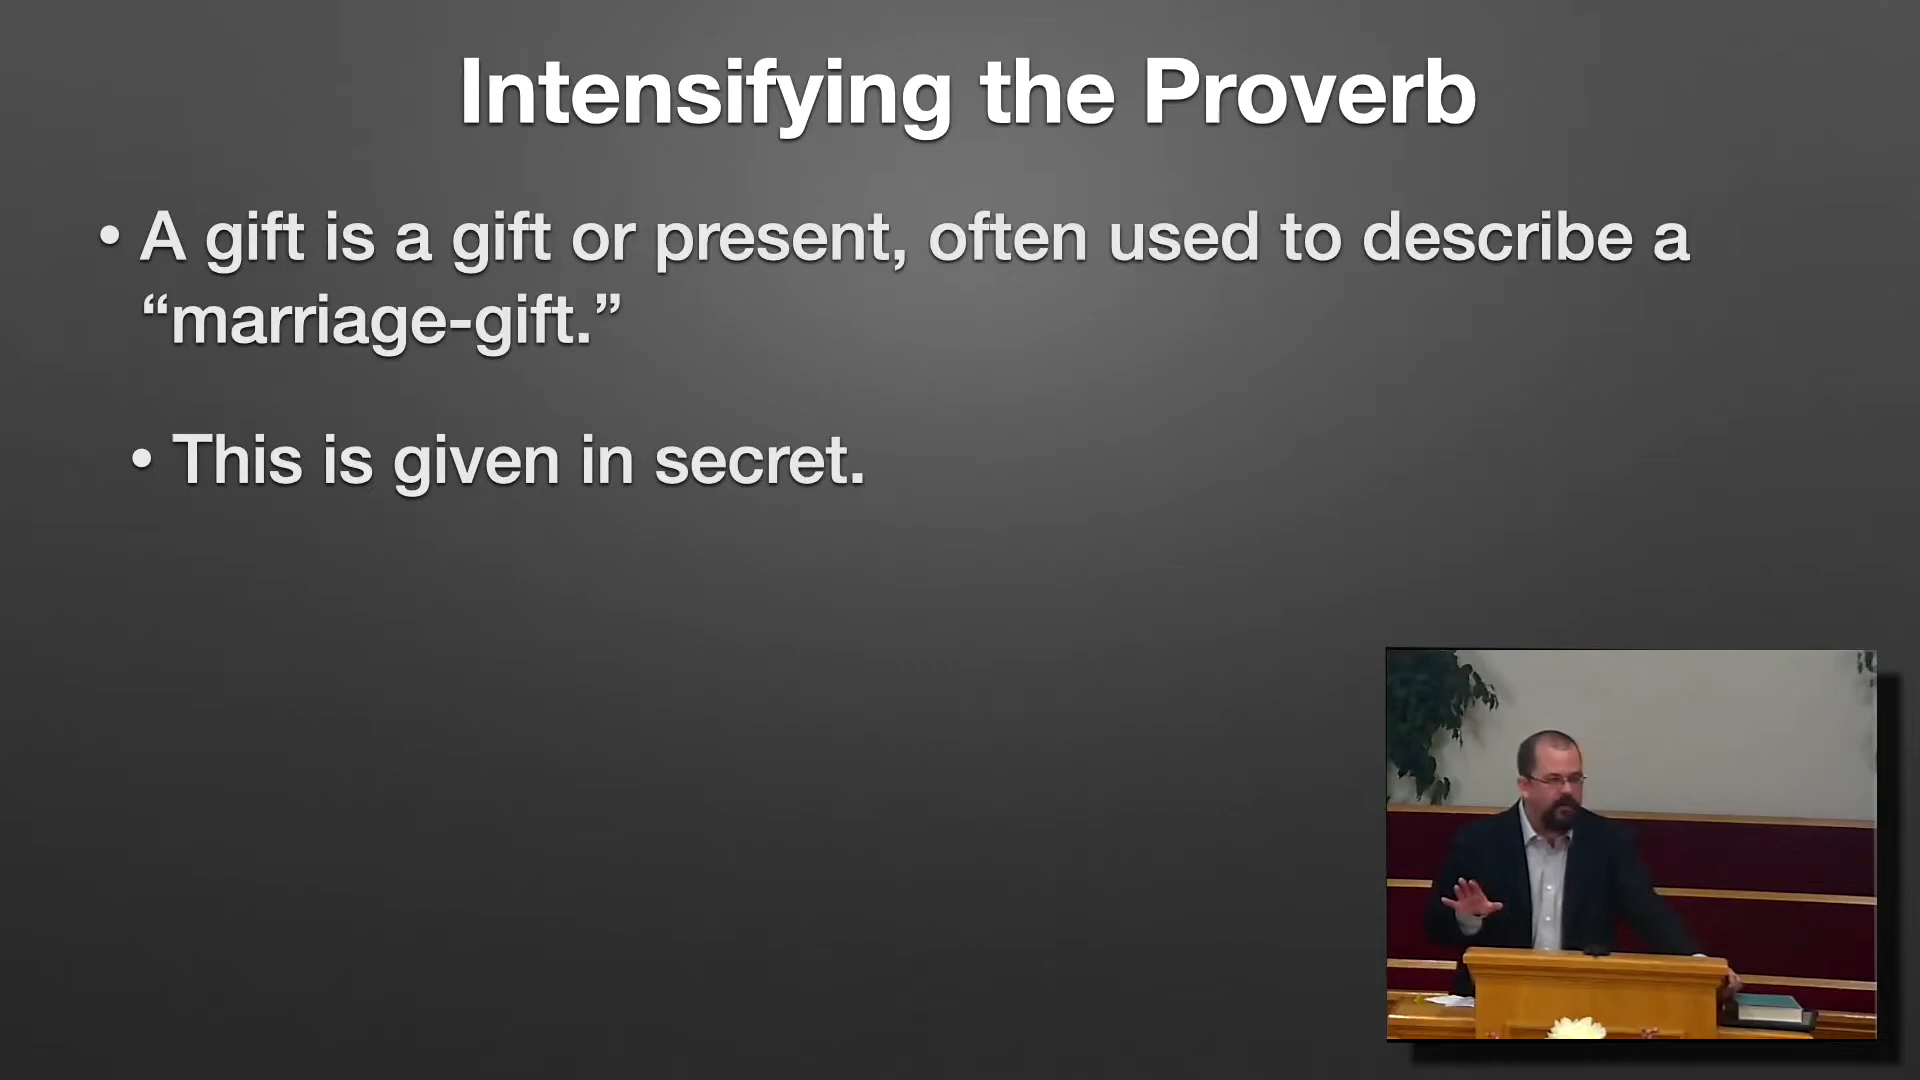 Intensifying the Proverb
• A gift is a gift or present, often used to describe a
“marriage-gift.”
• This is given in secret.